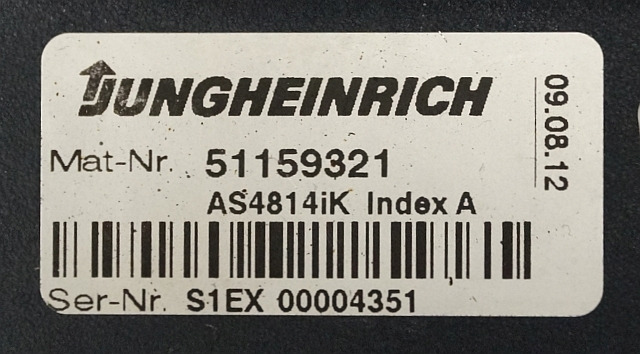 JUNGHEINRICH
Mat-Nr. 51159321
AS4814iK Index A
Ser-Nr. S1EX 00004351
09.08.12